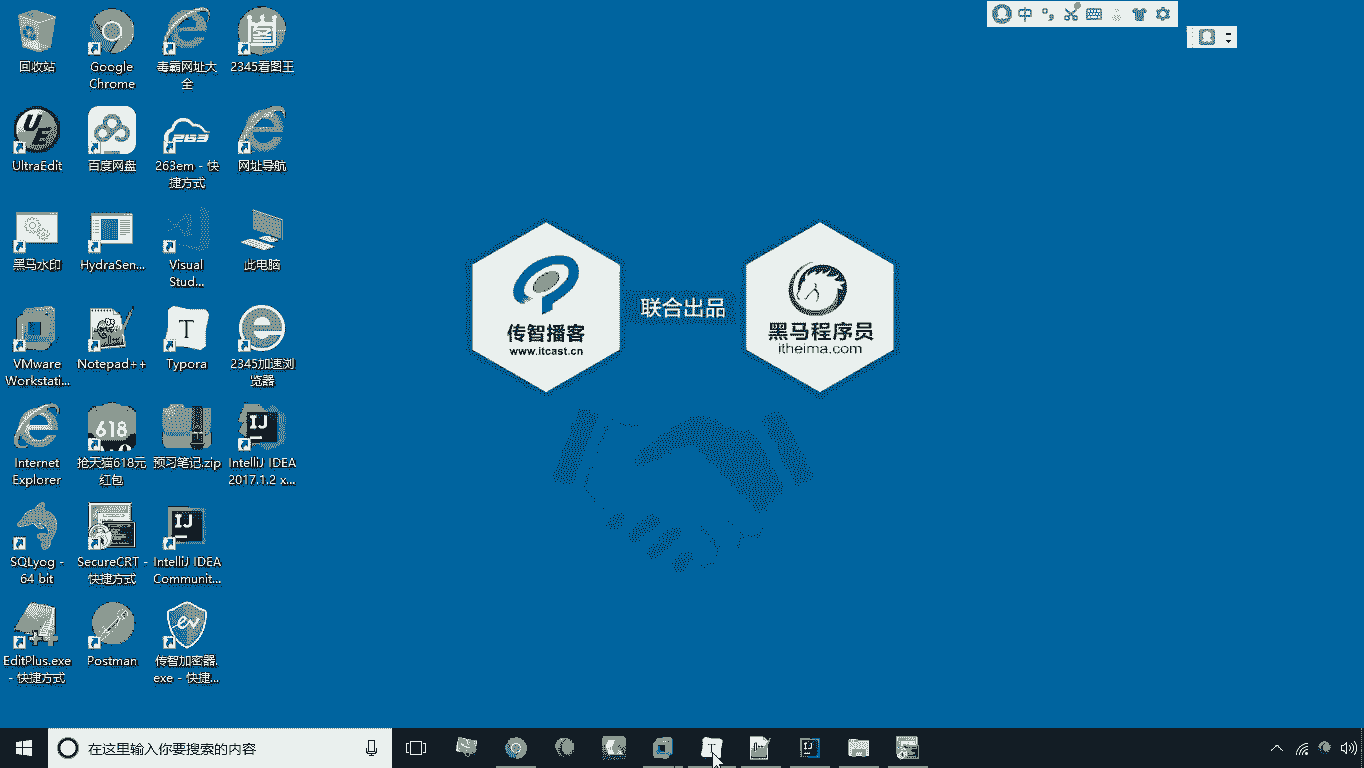 回收站
Google
Chrome
毒霸网址大
全
2345看图王
UltraEdit
百度网盘
263em - 快
捷方式
网址导航
黑马水印
HydraSen...
Visual
Stud...
此电脑
VMware
Workstati...
Notepad++
Typora
2345加速浏
览器
Internet
Explorer
抢天猫618元
红包
预习笔记.zip
IntelliJ IDEA
2017.1.2 x...
SQLyog -
64 bit
SecureCRT -
快捷方式
IntelliJ IDEA
Communit...
EditPlus.exe
- 快捷方式
Postman
传智加密器.
exe - 快捷...
中
传智播客
www.itcast.cn
联合出品
黑马程序员
itheima.com
在这里输入你要搜索的内容